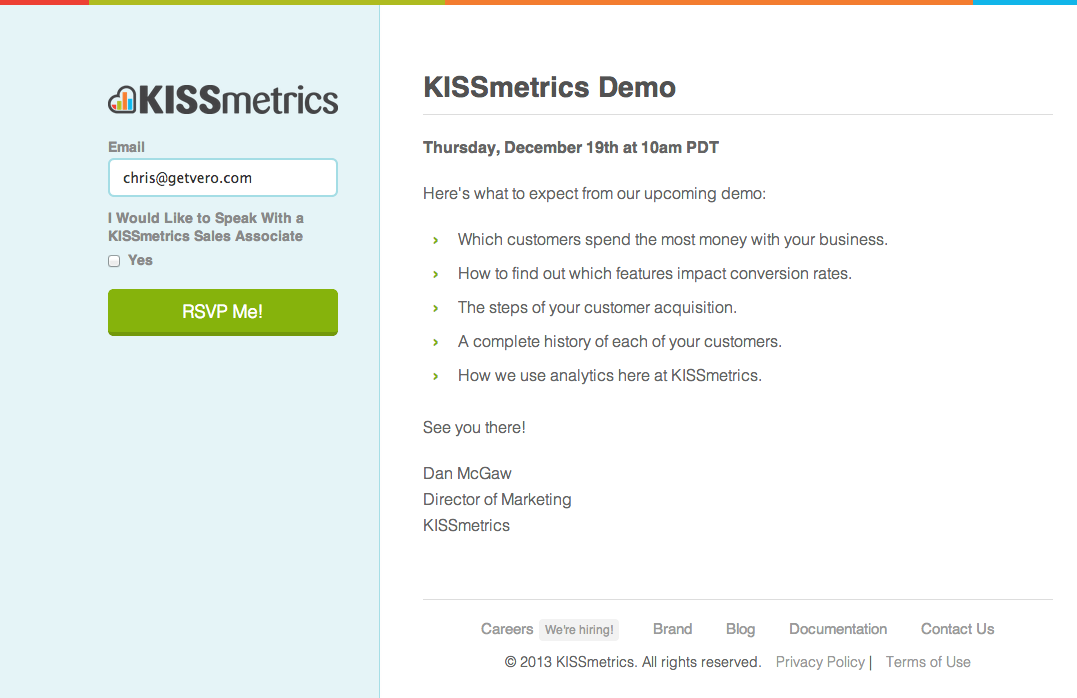 KISSmetrics
Email
chris@getvero.com
I Would Like to Speak With a
KISSmetrics Sales Associate
Yes
RSVP Me!
KISSmetrics Demo
Thursday, December 19th at 10am PDT
Here's what to expect from our upcoming demo:
› Which customers spend the most money with your business.
› How to find out which features impact conversion rates.
› The steps of your customer acquisition.
› A complete history of each of your customers.
› How we use analytics here at KISSmetrics.
See you there!
Dan McGaw
Director of Marketing
KISSmetrics
Careers We're hiring! Brand Blog Documentation Contact Us
© 2013 KISSmetrics. All rights reserved. Privacy Policy | Terms of Use